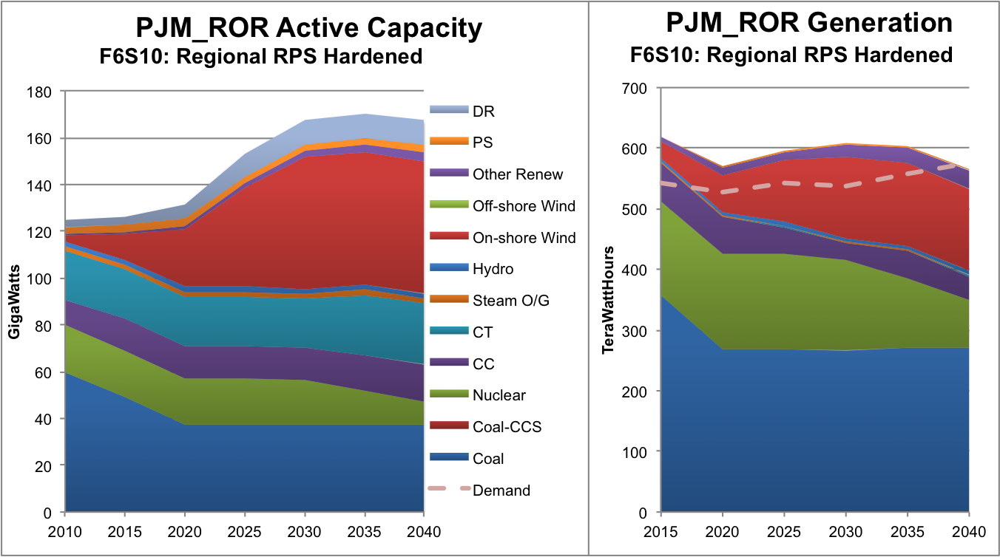 PJM_ROR Active Capacity
F6S10: Regional RPS Hardened
GigaWatts
180
160
140
120
100
80
60
40
20
0
2010 2015 2020 2025 2030 2035 2040
DR
PS
Other Renew
Off-shore Wind
On-shore Wind
Hydro
Steam O/G
CT
CC
Nuclear
Coal-CCS
Coal
Demand
PJM_ROR Generation
F6S10: Regional RPS Hardened
TeraWattHours
700
600
500
400
300
200
100
0
2015 2020 2025 2030 2035 2040